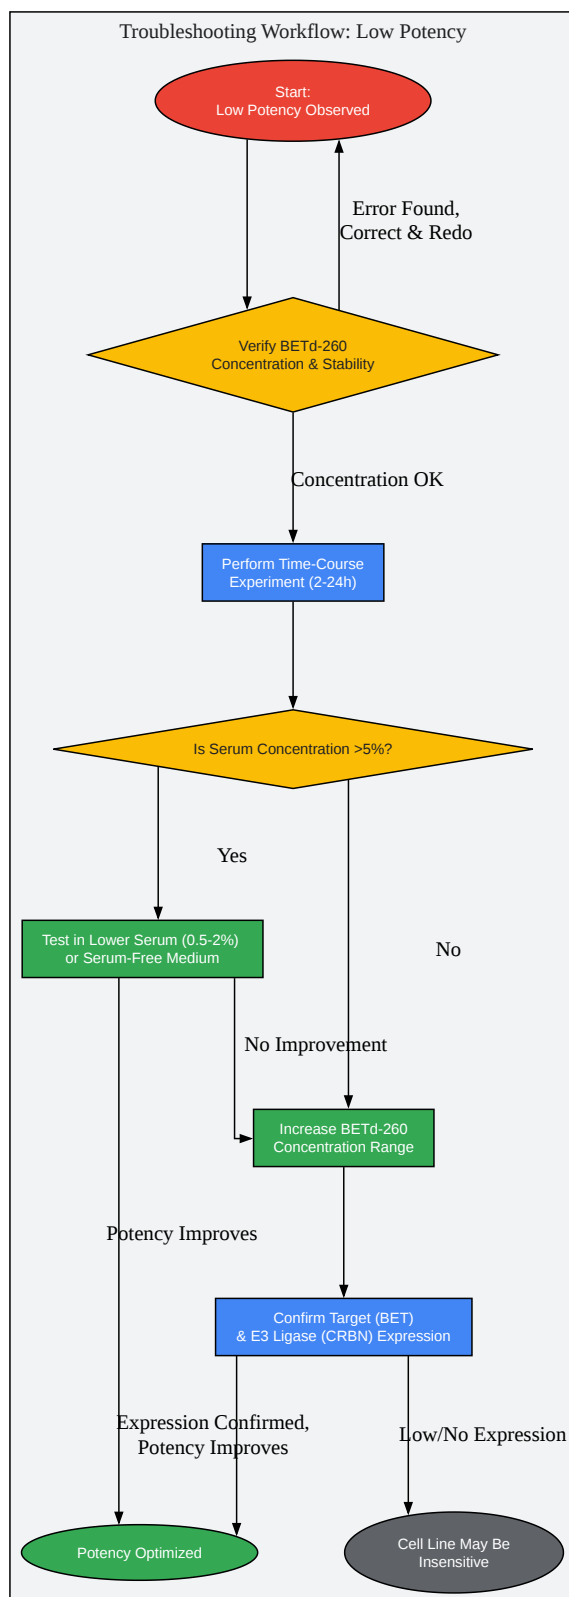 Troubleshooting Workflow: Low Potency
Start:
Low Potency Observed
Error Found,
Correct & Redo
Verify BETd-260
Concentration & Stability
Concentration OK
Perform Time-Course
Experiment (2-24h)
Is Serum Concentration >5%?
Yes
Test in Lower Serum (0.5-2%)
or Serum-Free Medium
No
No Improvement
Increase BETd-260
Concentration Range
Potency Improves
Confirm Target (BET)
& E3 Ligase (CRBN) Expression
Expression Confirmed,
Potency Improves
Low/No Expression
Potency Optimized
Cell Line May Be
Insensitive